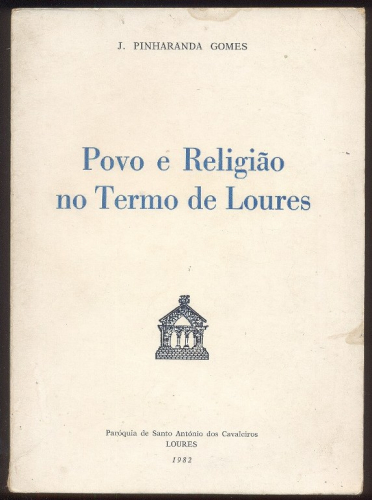 J. PINHARANDA GOMES
Povo e Religião
no Termo de Loures
Paróquia de Santo António dos Cavaleiros
LOURES
1982